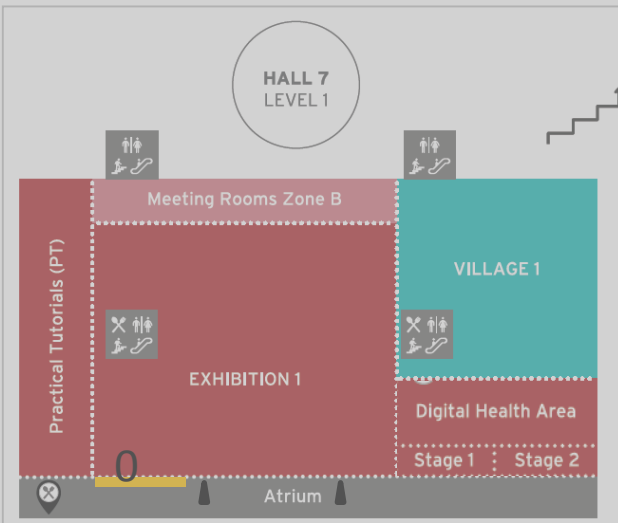 HALL 7
LEVEL 1
Meeting Rooms Zone B
Practical Tutorials (PT)
VILLAGE 1
EXHIBITION 1
Digital Health Area
Stage 1
Stage 2
0
Atrium